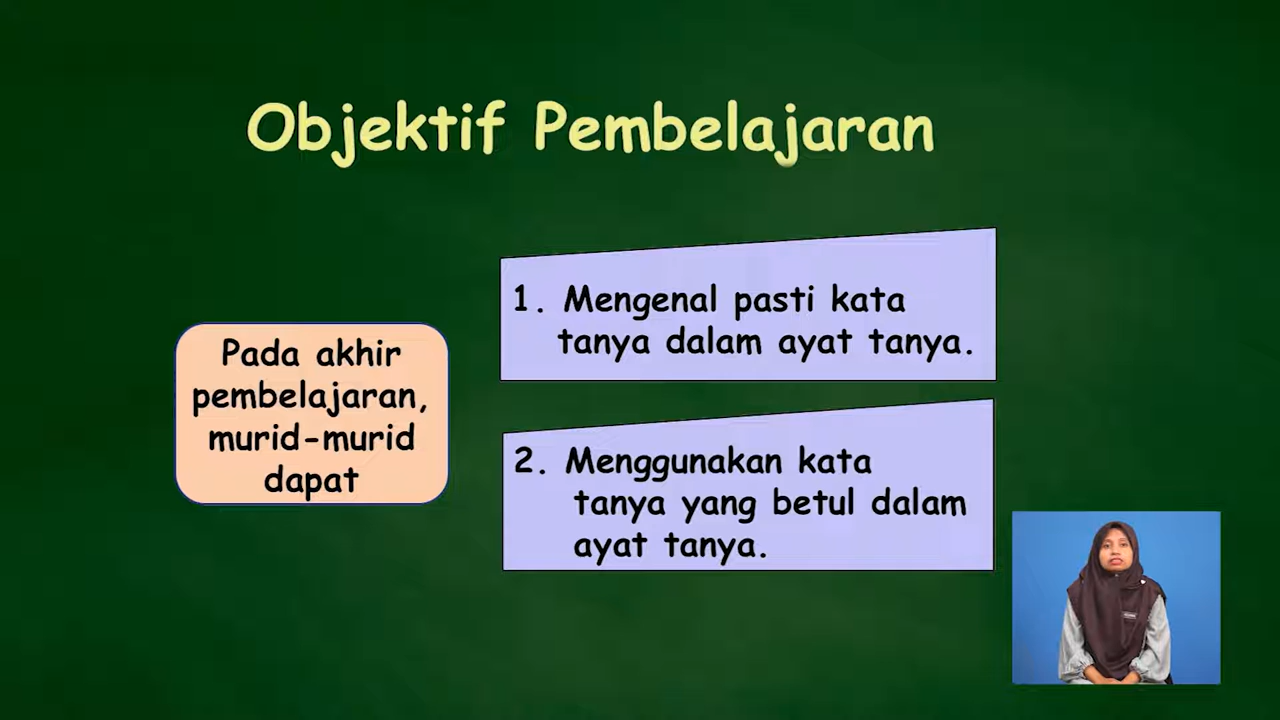 Objektif Pembelajaran
Pada akhir
pembelajaran,
murid-murid
dapat
1. Mengenal pasti kata
tanya dalam ayat tanya.
2. Menggunakan kata
tanya yang betul dalam
ayat tanya.